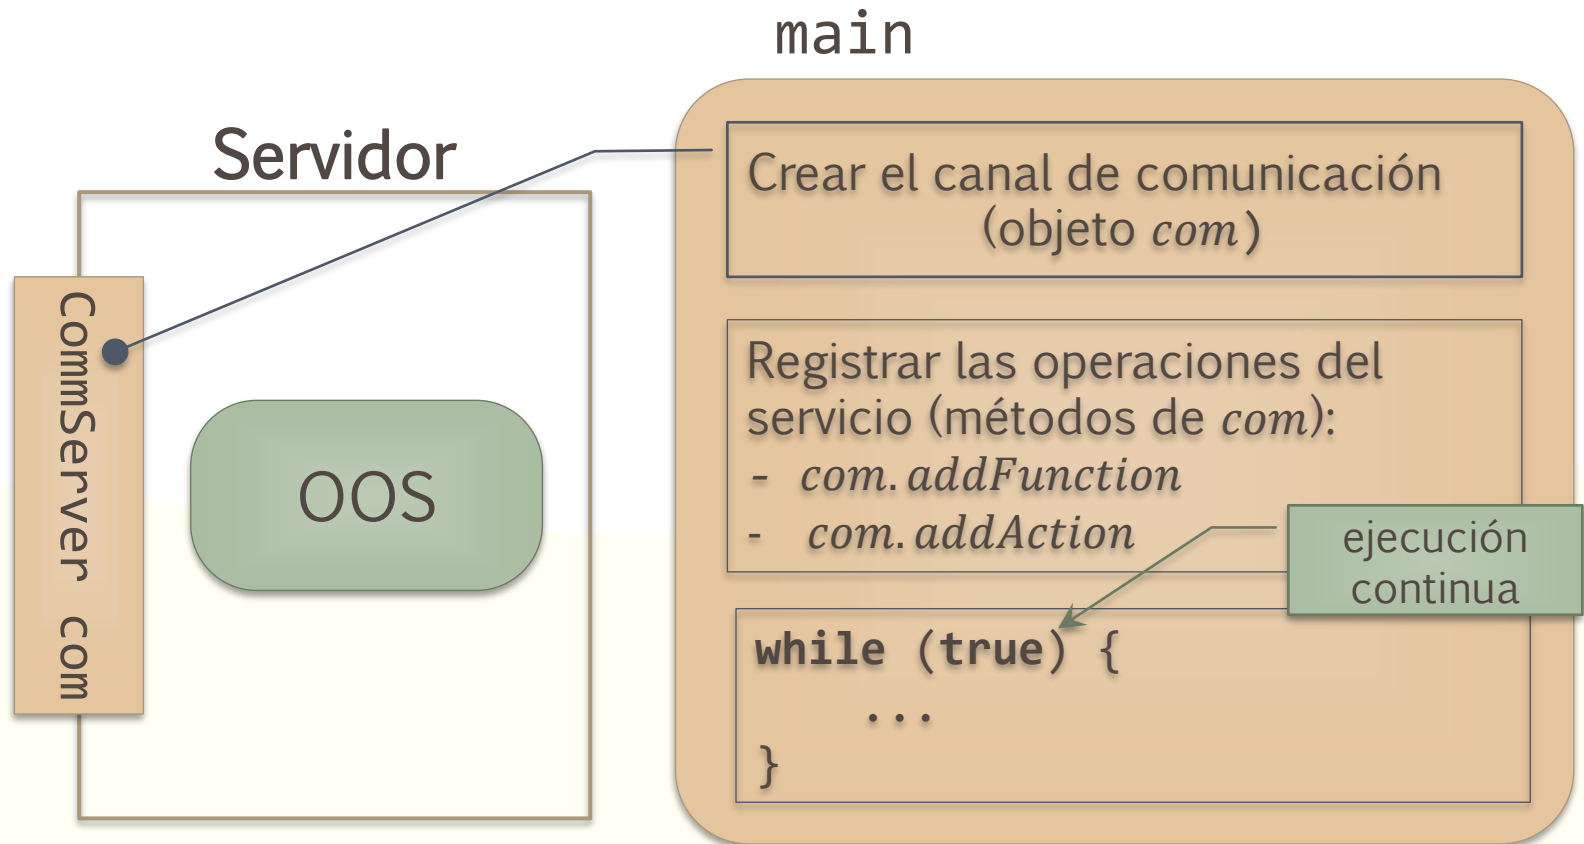 main
Servidor
CommServer com
OOS
Crear el canal de comunicación
(objeto com)
Registrar las operaciones del
servicio (métodos de com):
- com.addFunction
- com.addAction
ejecución
continua
while (true) {
...
}